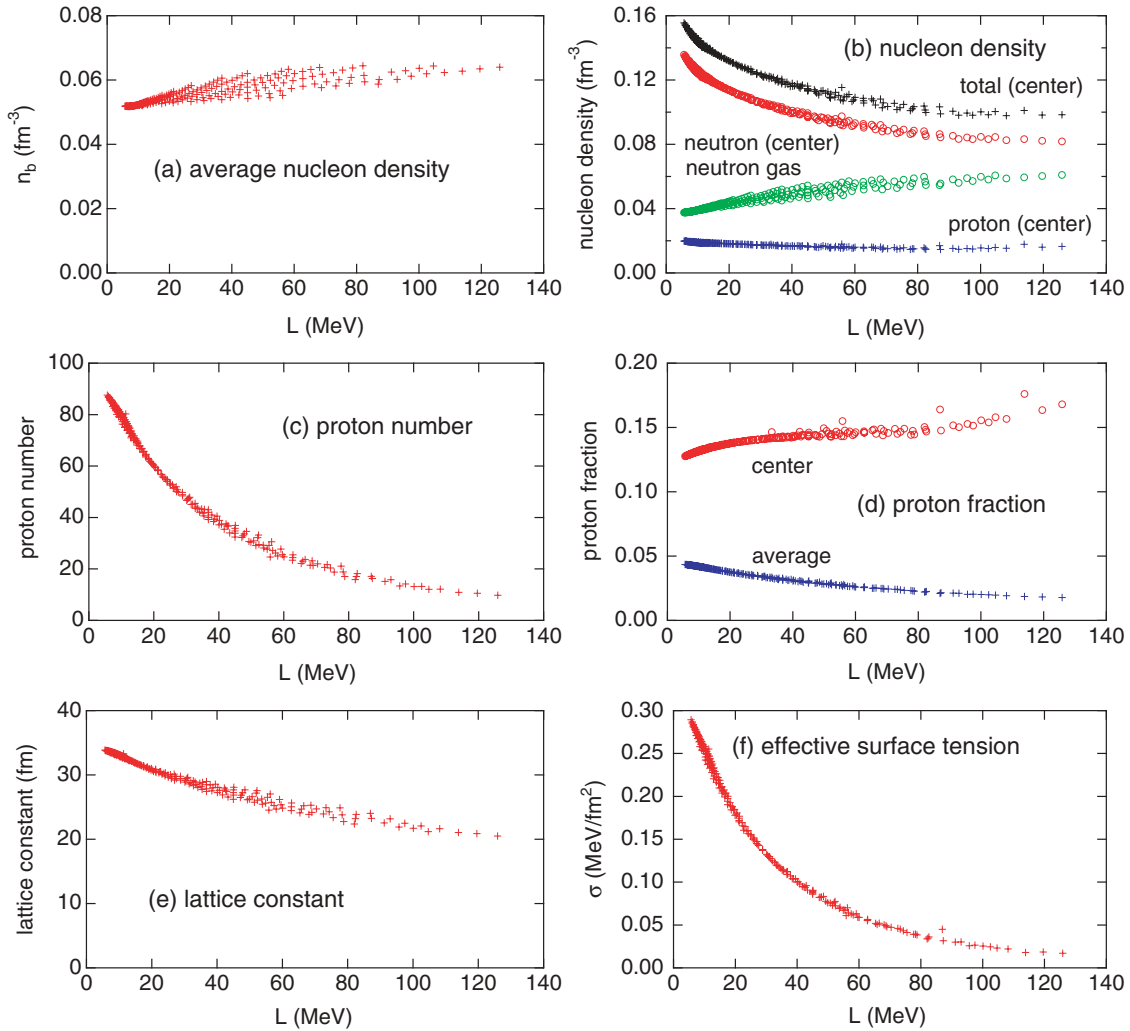 0.08
0.06
0.04
0.02
0.00
n_b (fm⁻³)
(a) average nucleon density
0 20 40 60 80 100 120 140
L (MeV)
0.16
0.12
0.08
0.04
0.00
nucleon density (fm⁻³)
(b) nucleon density
total (center)
neutron (center)
neutron gas
proton (center)
0 20 40 60 80 100 120 140
L (MeV)
100
80
60
40
20
0
proton number
(c) proton number
0 20 40 60 80 100 120 140
L (MeV)
0.20
0.15
0.10
0.05
0.00
proton fraction
center
(d) proton fraction
average
0 20 40 60 80 100 120 140
L (MeV)
40
30
20
10
0
lattice constant (fm)
(e) lattice constant
0 20 40 60 80 100 120 140
L (MeV)
0.30
0.25
0.20
0.15
0.10
0.05
0.00
σ (MeV/fm²)
(f) effective surface tension
0 20 40 60 80 100 120 140
L (MeV)